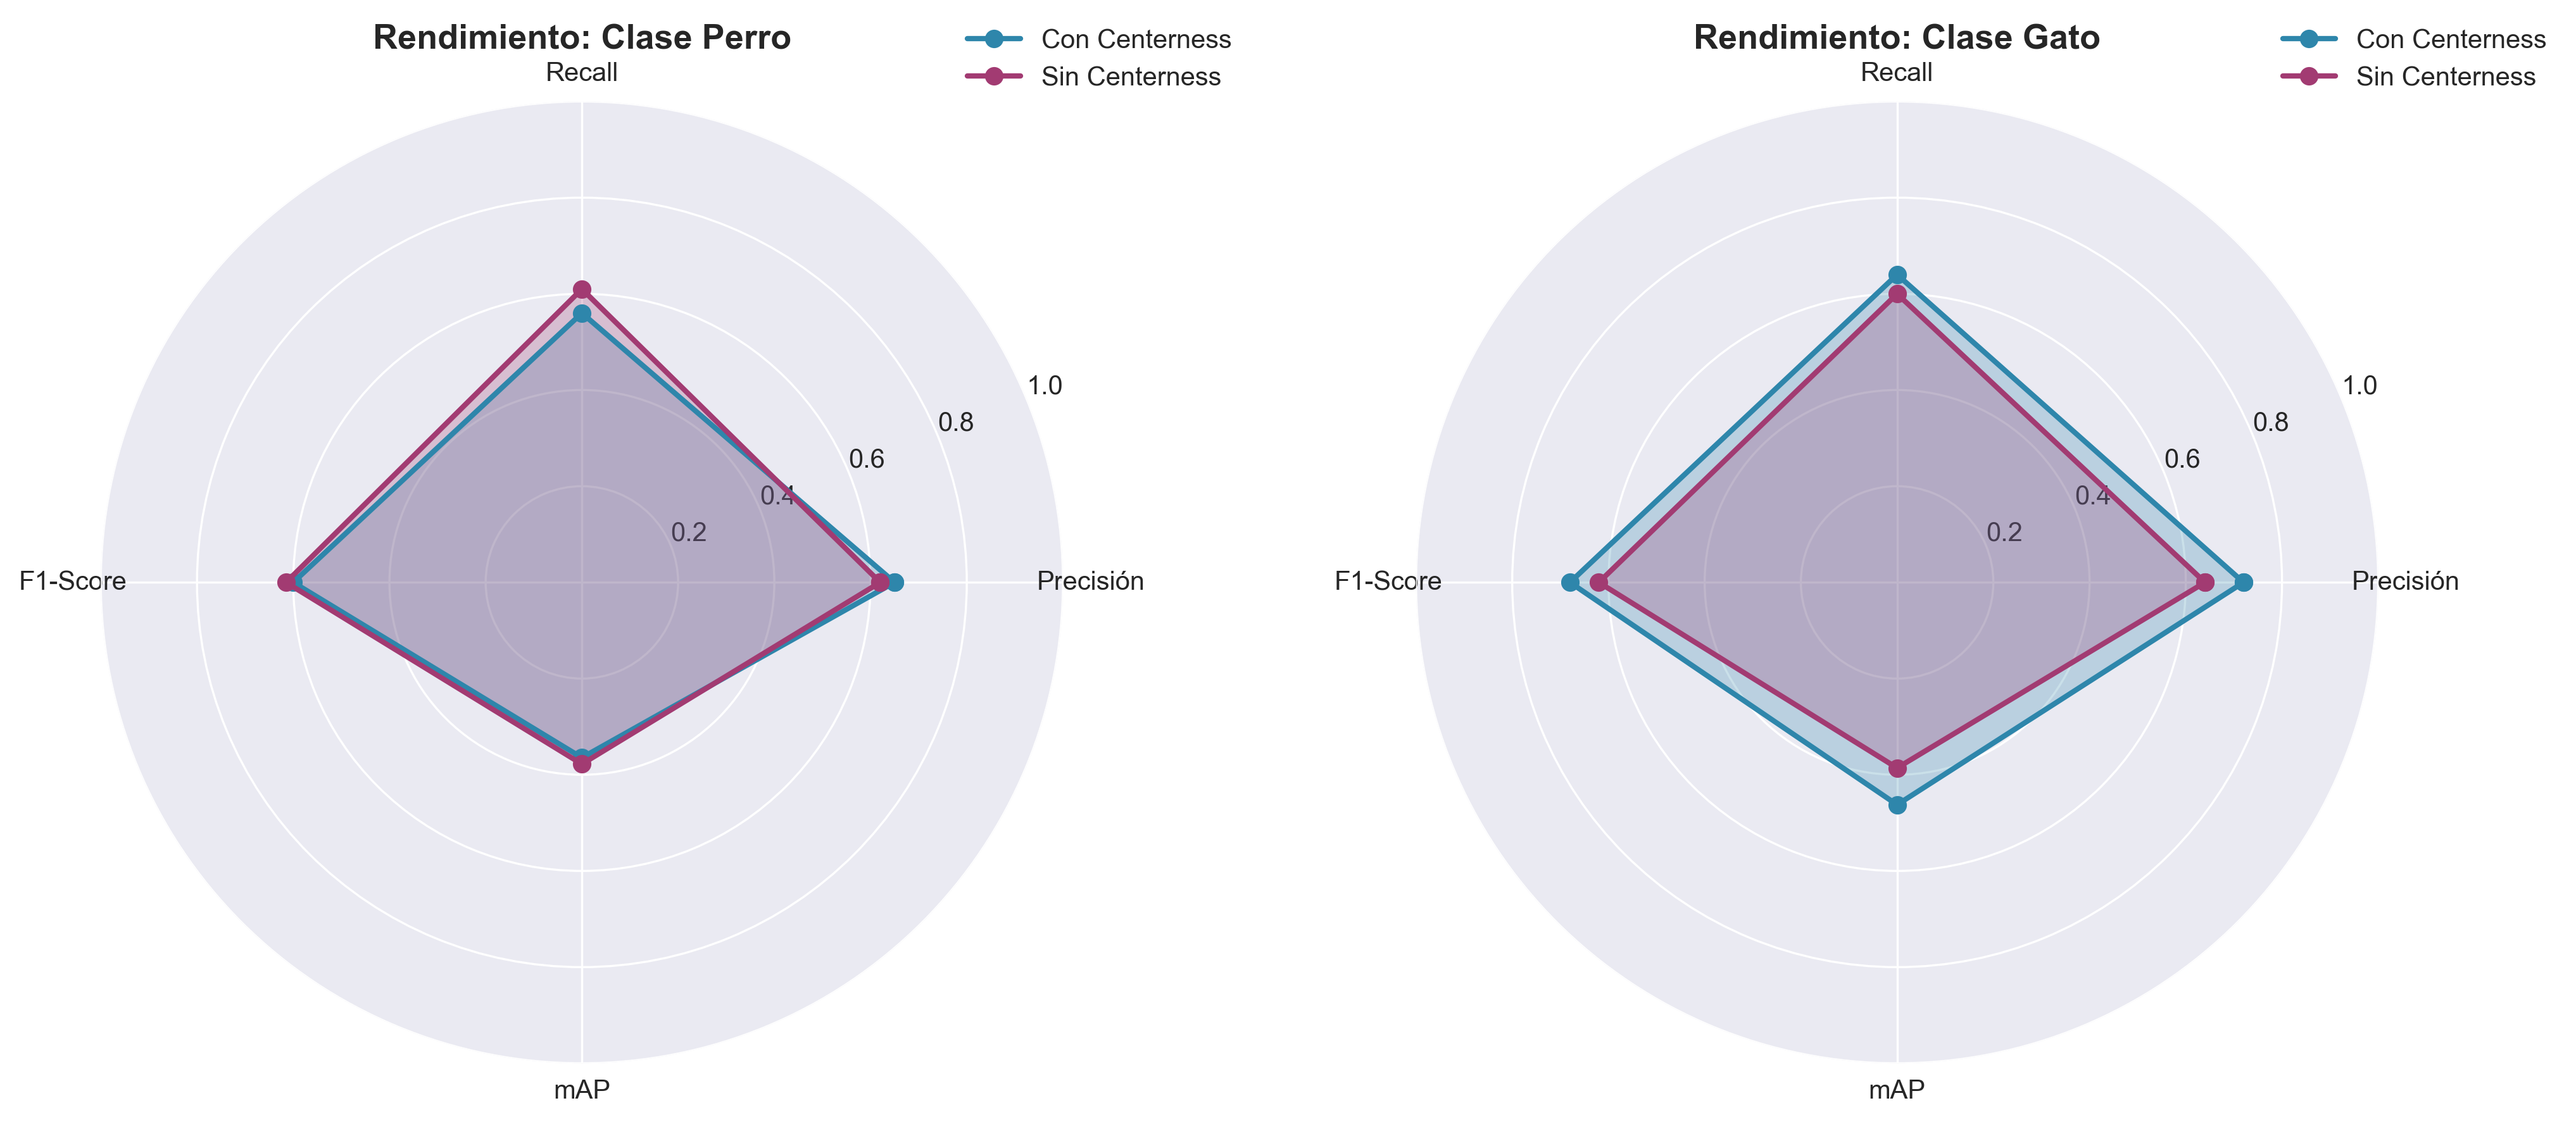 Rendimiento: Clase Perro
Recall
Con Centerness
Sin Centerness
1.0
0.8
0.6
0.4
0.2
F1-Score
Precisión
mAP
Rendimiento: Clase Gato
Recall
Con Centerness
Sin Centerness
1.0
0.8
0.6
0.4
0.2
F1-Score
Precisión
mAP